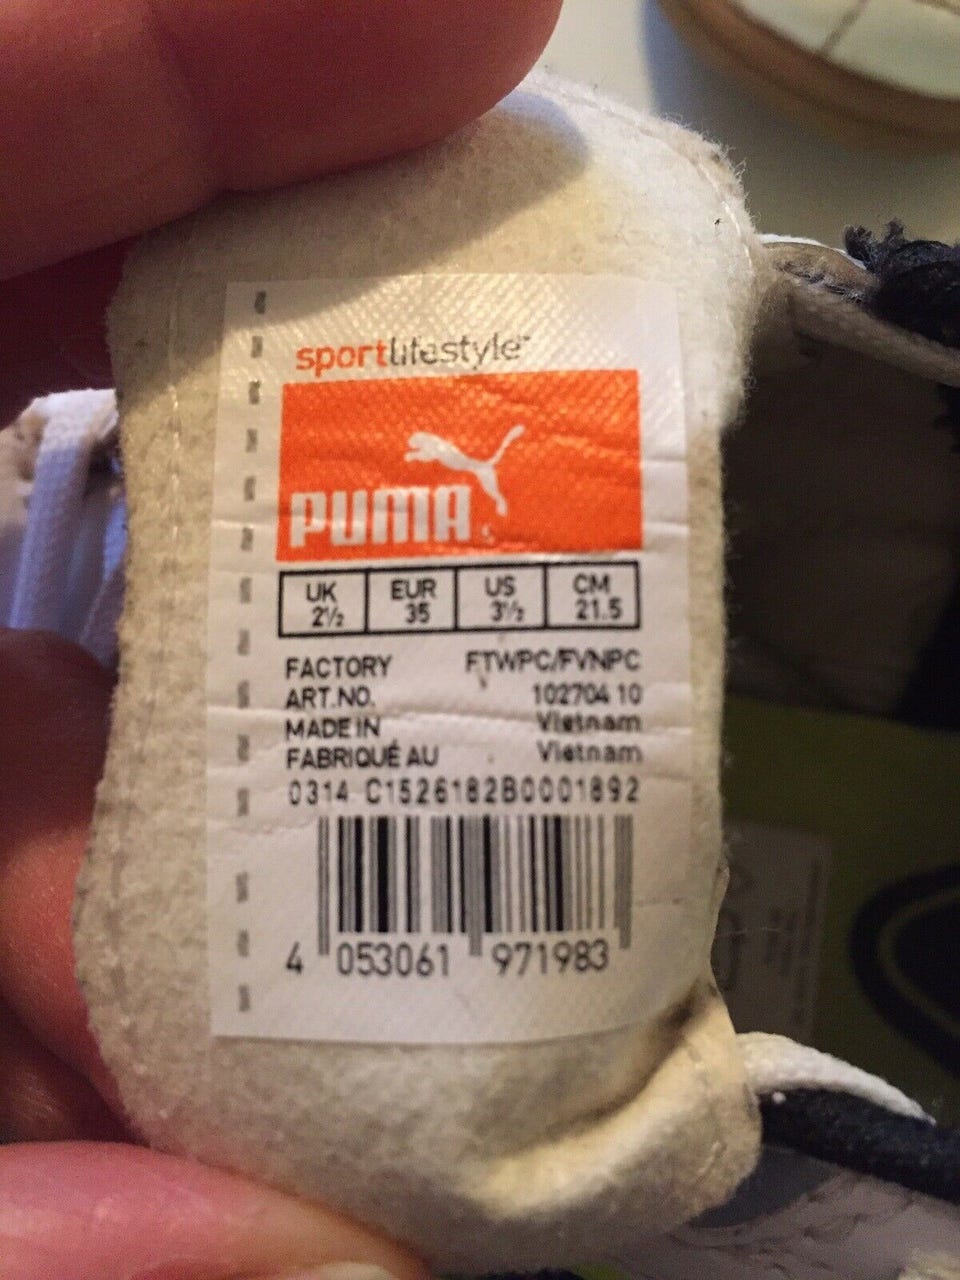 sportlifestyle™
PUMA
UK EUR US CM
2½ 35 3½ 21.5
FACTORY FTWPC/FVNPC
ART.NO. 102704 10
MADE IN Vietnam
FABRIQUÉ AU Vietnam
0314 C1526182B0001892
4 053061 971983